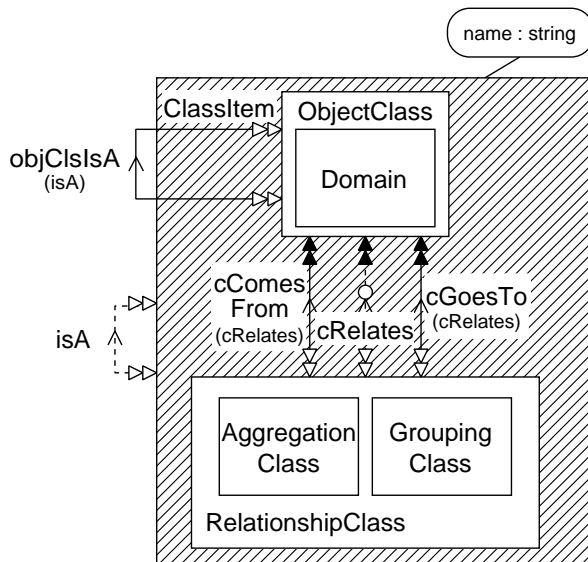 name : string
ClassItem
ObjectClass
objClsIsA
(isA)
Domain
cComes
From
(cRelates)
cRelates
cGoesTo
(cRelates)
isA
Aggregation
Class
Grouping
Class
RelationshipClass